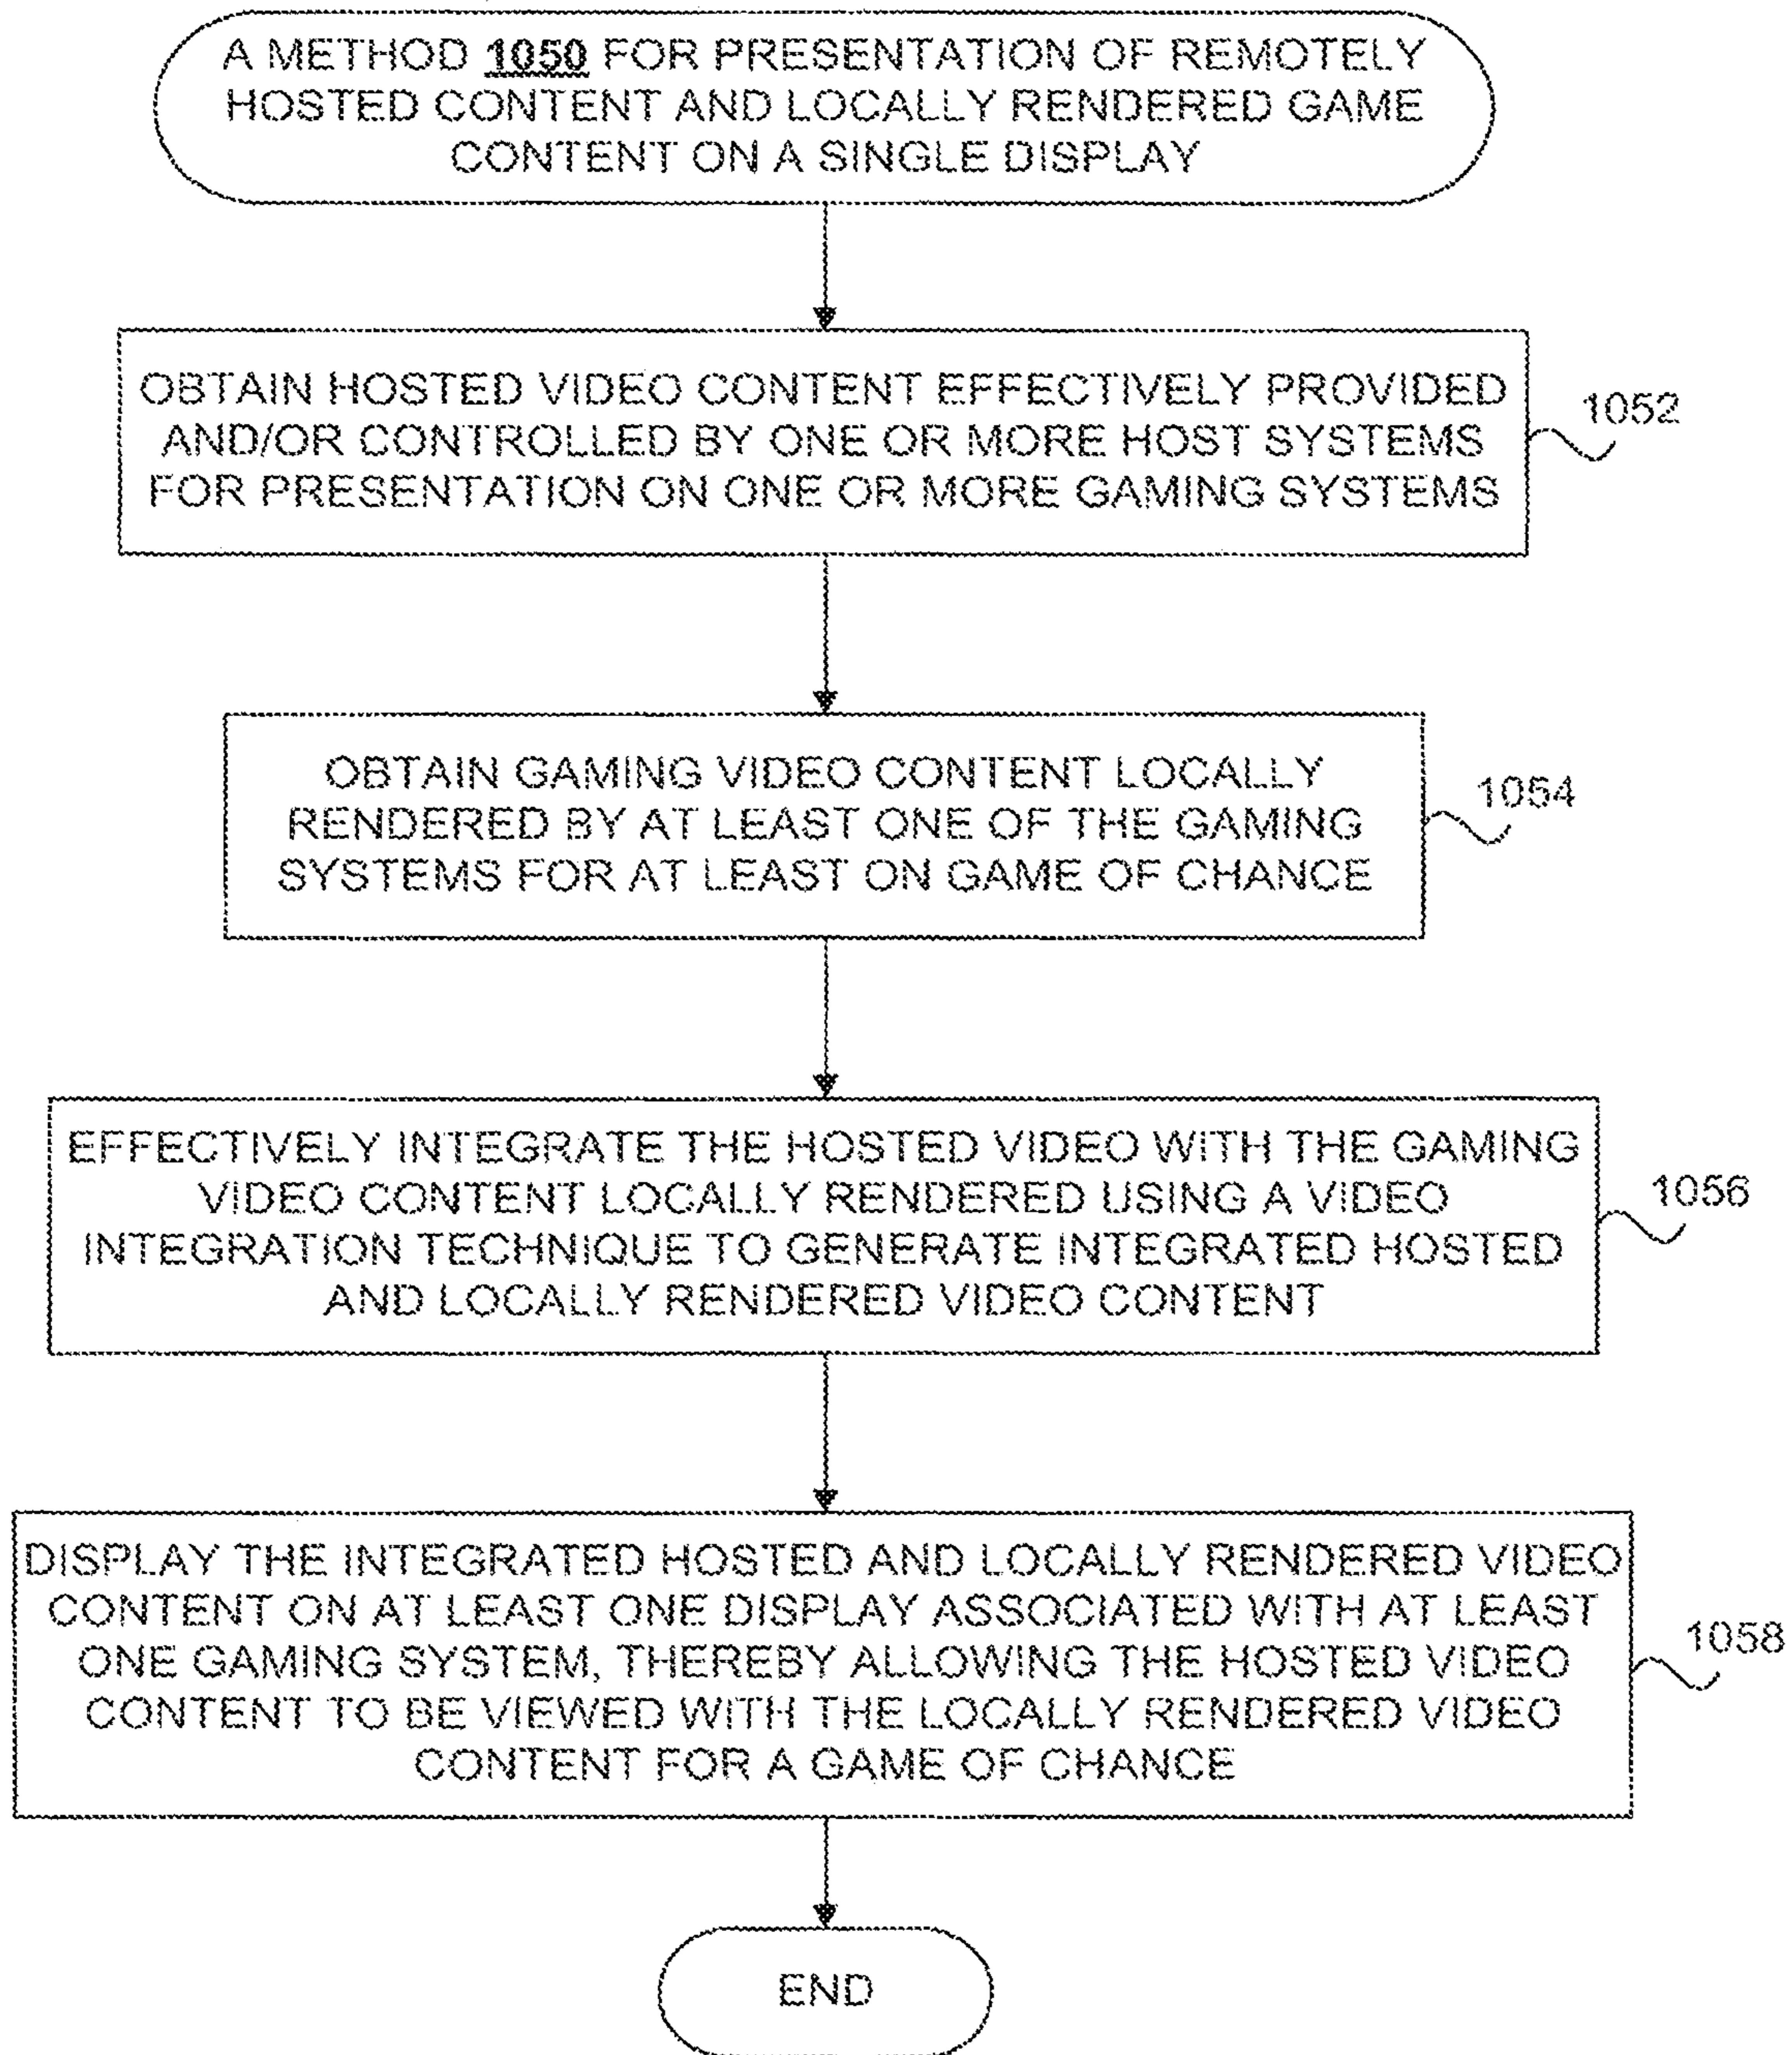 A METHOD 1050 FOR PRESENTATION OF REMOTELY
HOSTED CONTENT AND LOCALLY RENDERED GAME
CONTENT ON A SINGLE DISPLAY
OBTAIN HOSTED VIDEO CONTENT EFFECTIVELY PROVIDED
AND/OR CONTROLLED BY ONE OR MORE HOST SYSTEMS
FOR PRESENTATION ON ONE OR MORE GAMING SYSTEMS
1052
OBTAIN GAMING VIDEO CONTENT LOCALLY
RENDERED BY AT LEAST ONE OF THE GAMING
SYSTEMS FOR AT LEAST ON GAME OF CHANCE
1054
EFFECTIVELY INTEGRATE THE HOSTED VIDEO WITH THE GAMING
VIDEO CONTENT LOCALLY RENDERED USING A VIDEO
INTEGRATION TECHNIQUE TO GENERATE INTEGRATED HOSTED
AND LOCALLY RENDERED VIDEO CONTENT
1056
DISPLAY THE INTEGRATED HOSTED AND LOCALLY RENDERED VIDEO
CONTENT ON AT LEAST ONE DISPLAY ASSOCIATED WITH AT LEAST
ONE GAMING SYSTEM, THEREBY ALLOWING THE HOSTED VIDEO
CONTENT TO BE VIEWED WITH THE LOCALLY RENDERED VIDEO
CONTENT FOR A GAME OF CHANCE
1058
END